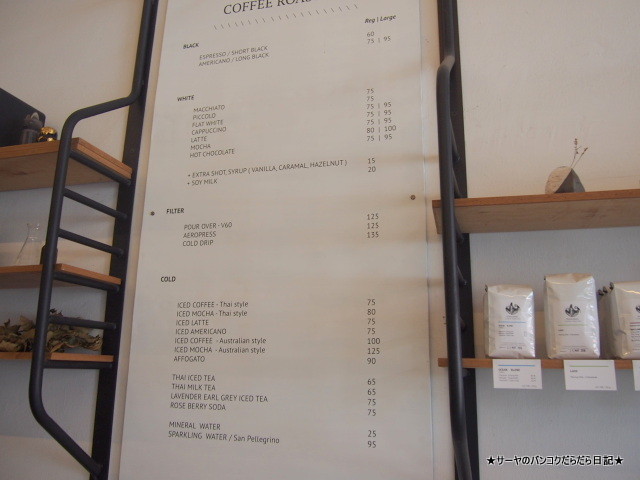 COFFEE ROAS
Reg | Large
BLACK
ESPRESSO / SHORT BLACK 60
AMERICANO / LONG BLACK 75 | 95
WHITE
MACCHIATO 75
PICCOLO 75
FLAT WHITE 75 | 95
CAPPUCCINO 75 | 95
LATTE 75 | 95
MOCHA 80 | 100
HOT CHOCOLATE 75 | 95
+ EXTRA SHOT, SYRUP ( VANILLA, CARAMAL, HAZELNUT ) 15
+ SOY MILK 20
FILTER
POUR OVER - V60 125
AEROPRESS 125
COLD DRIP 135
COLD
ICED COFFEE - Thai style 75
ICED MOCHA - Thai style 80
ICED LATTE 75
ICED AMERICANO 75
ICED COFFEE - Australian style 100
ICED MOCHA - Australian style 125
AFFOGATO 90
THAI ICED TEA 65
THAI MILK TEA 65
LAVENDER EARL GREY ICED TEA 75
ROSE BERRY SODA 75
MINERAL WATER 25
SPARKLING WATER / San Pellegrino 95
★サーヤのバンコクだらだら日記★